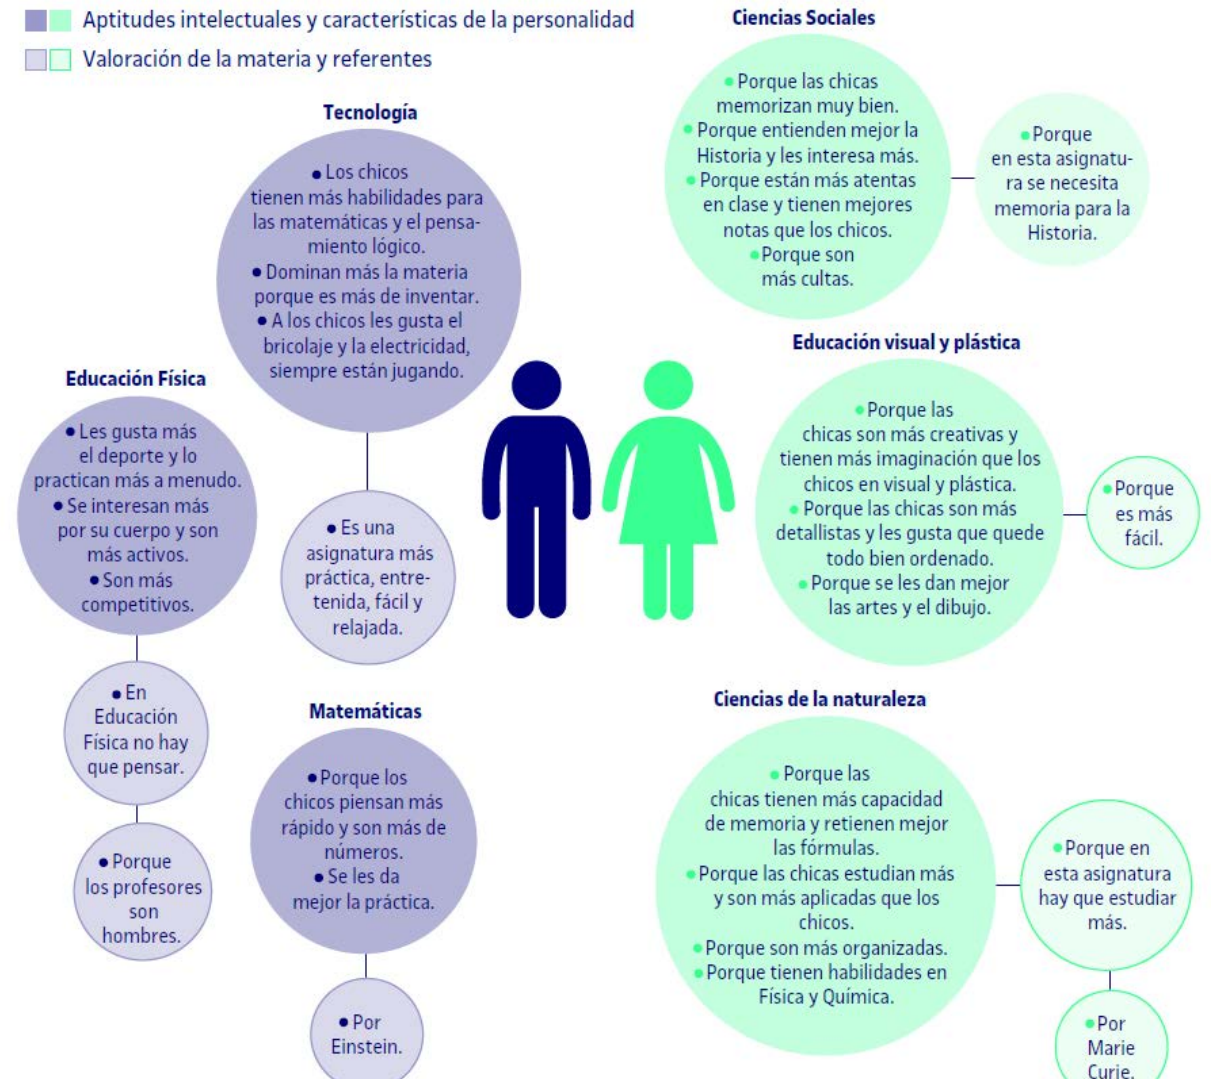 Aptitudes intelectuales y características de la personalidad
Valoración de la materia y referentes
Tecnología
• Los chicos
tienen más habilidades para
las matemáticas y el pensa-
miento lógico.
• Dominan más la materia
porque es más de inventar.
• A los chicos les gusta el
bricolaje y la electricidad,
siempre están jugando.
• Es una
asignatura más
práctica, entre-
tenida, fácil y
relajada.
Educación Física
• Les gusta más
el deporte y lo
practican más a menudo.
• Se interesan más
por su cuerpo y son
más activos.
• Son más
competitivos.
• En
Educación
Física no hay
que pensar.
• Porque
los profesores
son
hombres.
Matemáticas
• Porque los
chicos piensan más
rápido y son más de
números.
• Se les da
mejor la práctica.
• Por
Einstein.
Ciencias Sociales
• Porque las chicas
memorizan muy bien.
• Porque entienden mejor la
Historia y les interesa más.
• Porque están más atentas
en clase y tienen mejores
notas que los chicos.
• Porque son
más cultas.
• Porque
en esta asignatu-
ra se necesita
memoria para la
Historia.
Educación visual y plástica
• Porque las
chicas son más creativas y
tienen más imaginación que los
chicos en visual y plástica.
• Porque las chicas son más
detallistas y les gusta que quede
todo bien ordenado.
• Porque se les dan mejor
las artes y el dibujo.
• Porque
es más
fácil.
Ciencias de la naturaleza
• Porque las
chicas tienen más capacidad
de memoria y retienen mejor
las fórmulas.
• Porque las chicas estudian más
y son más aplicadas que los
chicos.
• Porque son más organizadas.
• Porque tienen habilidades en
Física y Química.
• Porque en
esta asignatura
hay que estudiar
más.
• Por
Marie
Curie.